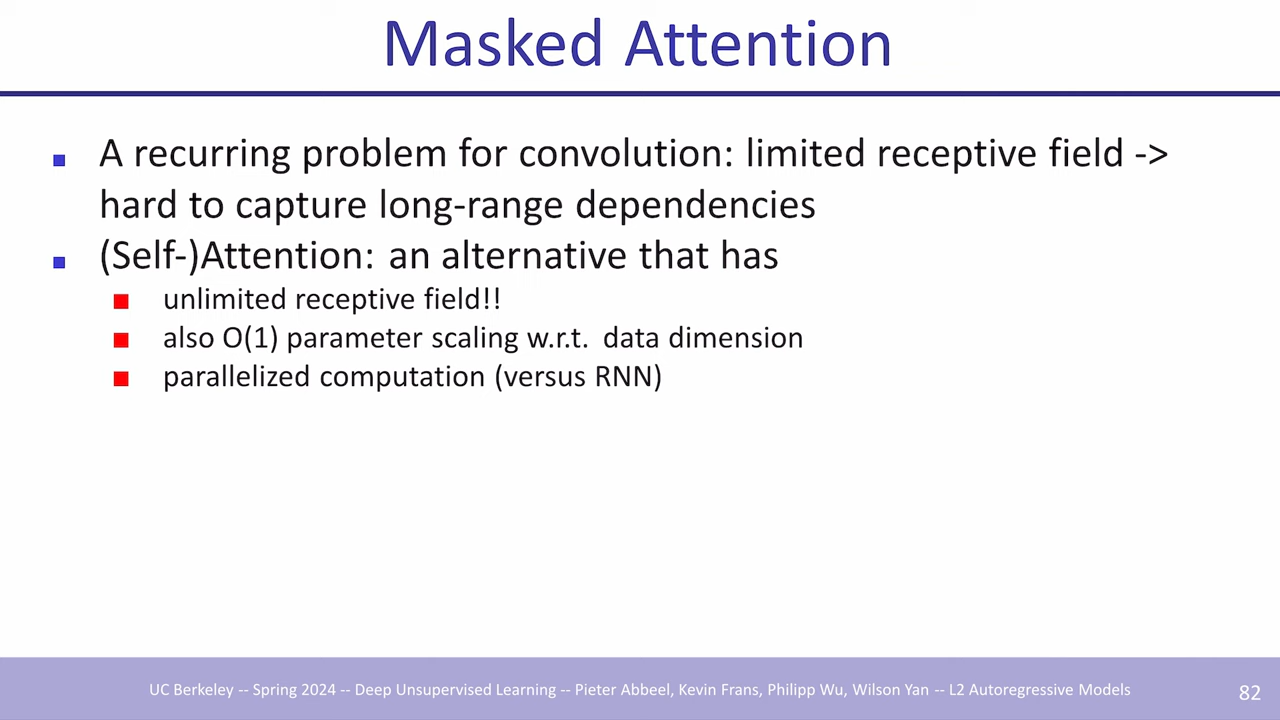 Masked Attention
A recurring problem for convolution: limited receptive field ->
hard to capture long-range dependencies
(Self-)Attention: an alternative that has
unlimited receptive field!!
also O(1) parameter scaling w.r.t. data dimension
parallelized computation (versus RNN)
UC Berkeley -- Spring 2024 -- Deep Unsupervised Learning -- Pieter Abbeel, Kevin Frans, Philipp Wu, Wilson Yan -- L2 Autoregressive Models
82